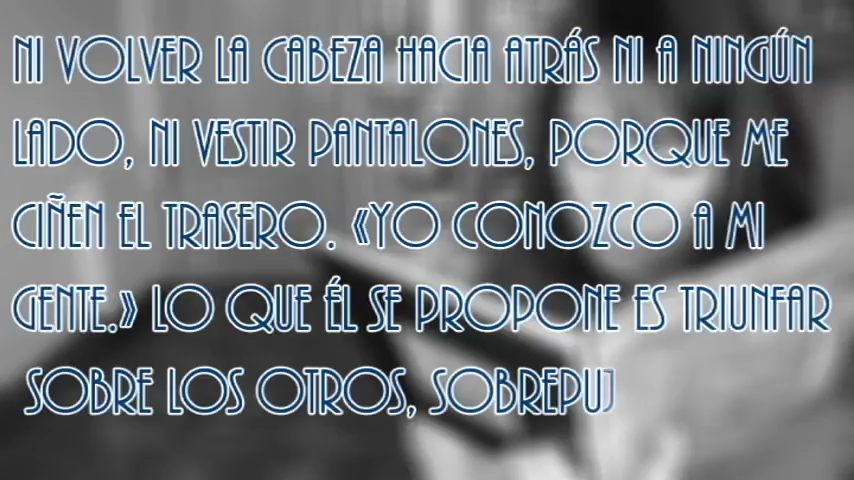 NI VOLVER LA CABEZA HACIA ATRÁS NI A NINGÚN
LADO, NI VESTIR PANTALONES, PORQUE ME
CIÑEN EL TRASERO. «YO CONOZCO A MI
GENTE.» LO QUE ÉL SE PROPONE ES TRIUNFAR
SOBRE LOS OTROS, SOBREPUJ